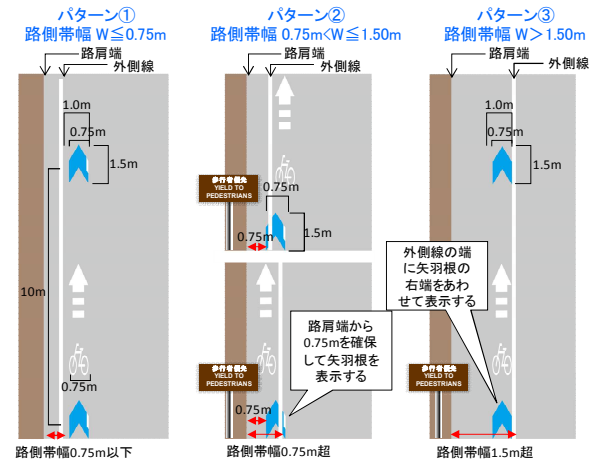 パターン①
路側帯幅 W≦0.75m
路肩端
外側線
1.0m
0.75m
1.5m
10m
0.75m
路側帯幅0.75m以下
パターン②
路側帯幅 0.75m<W≦1.50m
路肩端
外側線
歩行者優先
YIELD TO
PEDESTRIANS
0.75m
1.5m
0.75m
路肩端から
0.75mを確保
して矢羽根を
表示する
歩行者優先
YIELD TO
PEDESTRIANS
0.75m
路側帯幅0.75m超
パターン③
路側帯幅 W>1.50m
路肩端
外側線
1.0m
0.75m
1.5m
外側線の端
に矢羽根の
右端をあわ
せて表示する
歩行者優先
YIELD TO
PEDESTRIANS
路側帯幅1.5m超